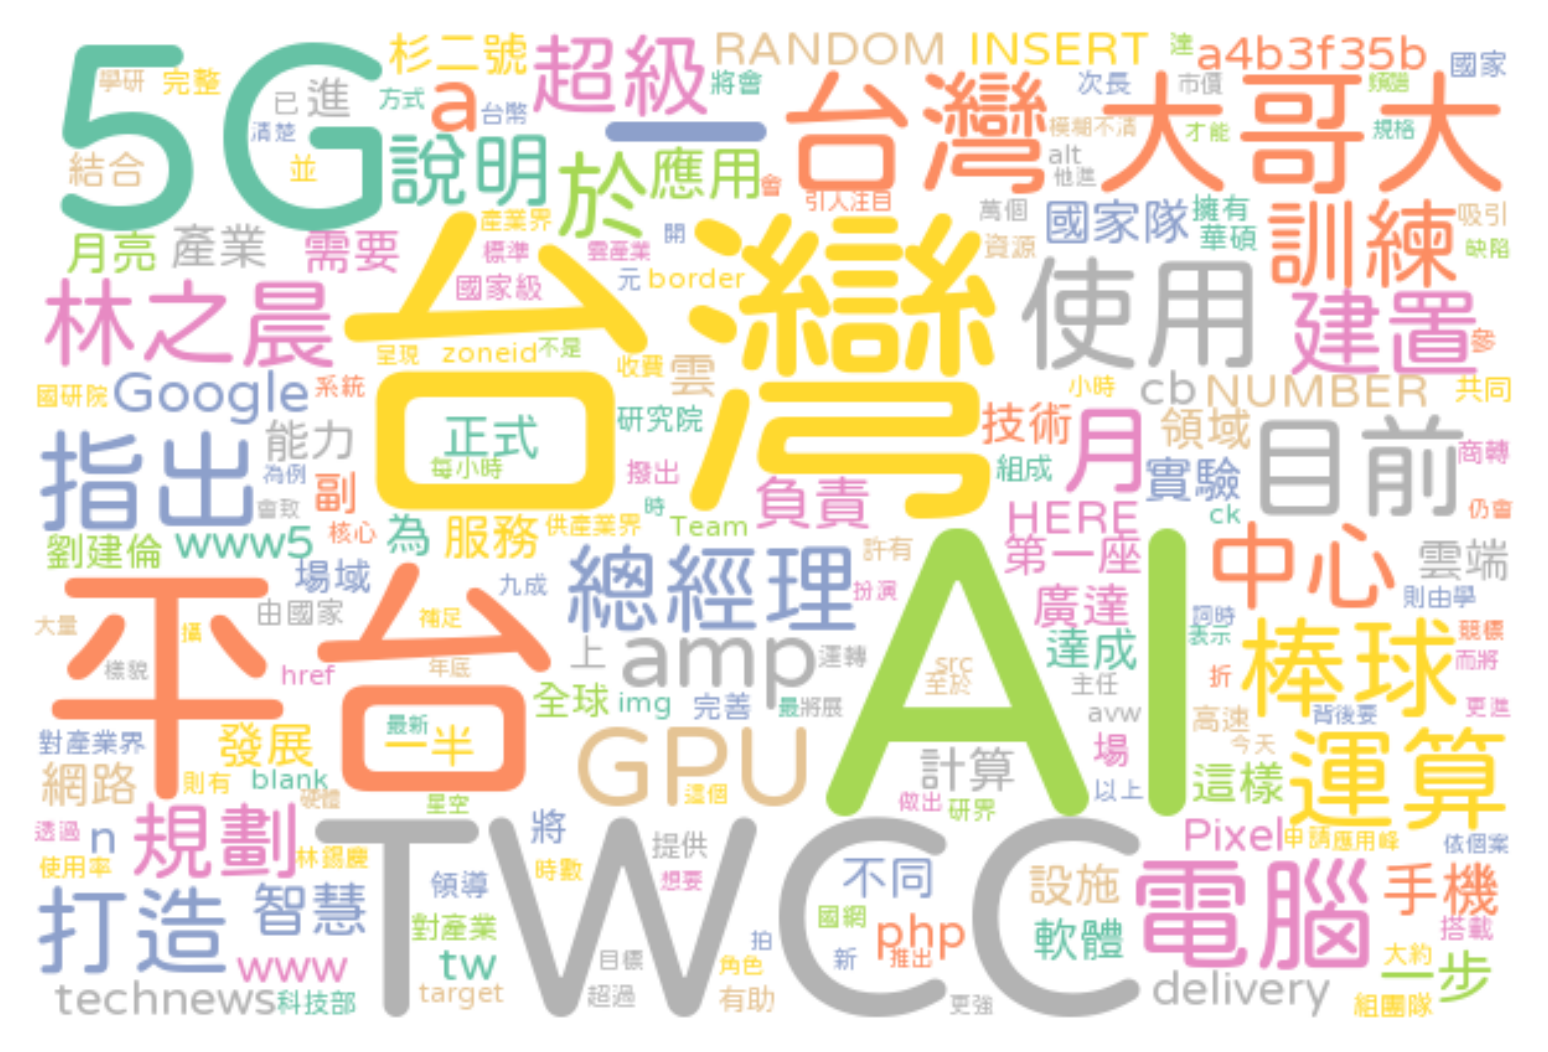 5G
學研
完整
已
進
清楚
並
結合
方式
杉二號
a
台幣
超級
一
將會
RANDOM
INSERT
達
a4b3f35b
國家
次長
市價
頻譜
台灣大哥大
模糊不清
才能
規格
alt
他進
說明
於
應用
會
引人注目
萬個
國家隊
擁有
華碩
訓練
吸引
缺陷
月亮
產業
需要
產業界
標準
雲產業
開
資源
國家級
元
border
台灣
使用
建置
參
林之晨
呈現
zoneid
不是
收費
雲
小時
cb
NUMBER
共同
國研院
Google
系統
正式
每小時
研究院
技術
月
領域
目前
商轉
指出
能力
為例
會致
副
撥出
組成
實驗
ck
仍會
負責
時
Team
HERE
核心
為
服務
供產業界
劉建倫
www5
場域
九成
總經理
許有
第一座
中心
雲端
扮演
廣達
則由學
平台
大量
攝
樣貌
由國家
補足
年底
href
上
amp
運轉
AI
src
至於
達成
主任
同時
表示
折
棒球
競標
而將
全球
img
完善
最
將展
avw
高速
今天
背後要
更進
對產業界
發展
最新
一半
GPU
這個
計算
場
網路
則有
blank
硬體
星空
做出
研界
以上
這樣
運算
透過
n
規劃
林錫慶
使用率
TWCC
將
時數
提供
想要
Pixel
申請
應用峰
依個案
打造
智慧
領導
對產業
不同
國網
php
推出
新
設施
軟體
電腦
手機
搭載
www
tw
拍
目標
角色
大約
一步
technews
科技部
target
超過
有助
更強
delivery
組團隊